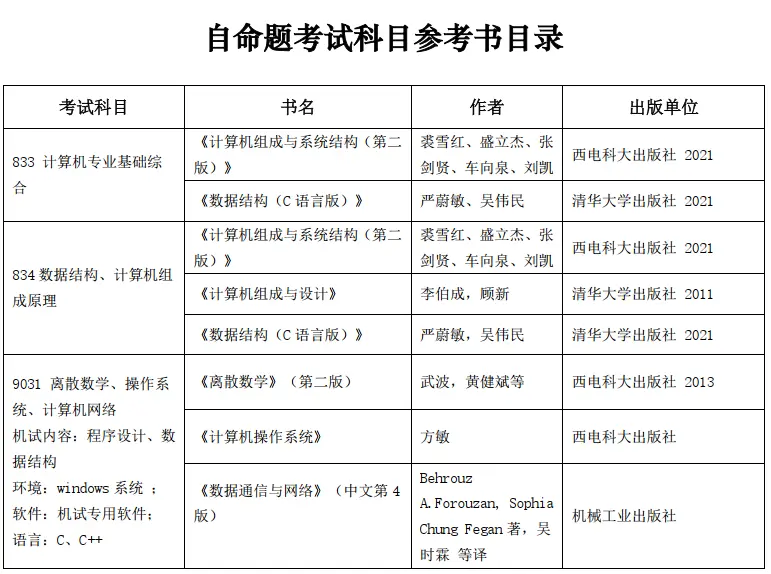 自命题考试科目参考书目录
考试科目 书名 作者 出版单位
833 计算机专业基础综
合
《计算机组成与系统结构（第二
版）》
裘雪红、盛立杰、张
剑贤、车向泉、刘凯
西电科大出版社 2021
《数据结构（C 语言版）》
严蔚敏、吴伟民
清华大学出版社 2021
834 数据结构、计算机组
成原理
《计算机组成与系统结构（第二
版）》
裘雪红、盛立杰、张
剑贤、车向泉、刘凯
西电科大出版社 2021
《计算机组成与设计》
李伯成，顾新
清华大学出版社 2011
《数据结构（C 语言版）》
严蔚敏，吴伟民
清华大学出版社 2021
9031 离散数学、操作系
统、计算机网络
机试内容：程序设计、数
据结构
环境：windows 系统 ；
软件：机试专用软件；
语言：C、C++
《离散数学》（第二版）
武波，黄健斌等
西电科大出版社 2013
《计算机操作系统》
方敏
西电科大出版社
《数据通信与网络》（中文第 4
版）
Behrouz
A.Forouzan, Sophia
Chung Fegan 著，吴
时霖 等译
机械工业出版社